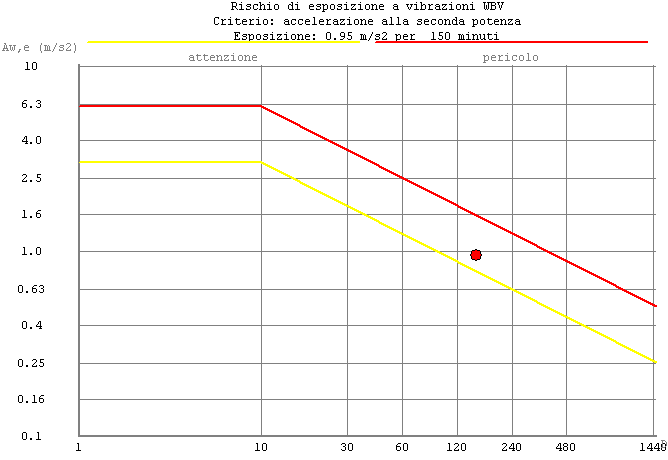 Rischio di esposizione a vibrazioni WBV
Criterio: accelerazione alla seconda potenza
Esposizione: 0.95 m/s2 per  150 minuti
Aw,e (m/s2)
attenzione pericolo
10
6.3
4.0
2.5
1.6
1.0
0.63
0.4
0.25
0.16
0.1
1 10 30 60 120 240 480 1440